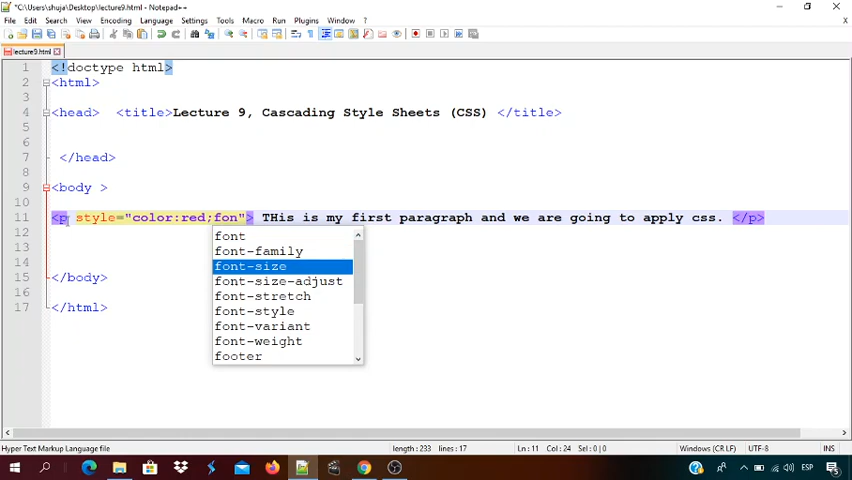 *C:\Users\shuja\Desktop\lecture9.html - Notepad++
File Edit Search View Encoding Language Settings Tools Macro Run Plugins Window ?
lecture9.html
1 <!doctype html>
2 <html>
3
4 <head> <title>Lecture 9, Cascading Style Sheets (CSS) </title>
5
6
7 </head>
8
9 <body >
10
11 <p style="color:red;fon"> THis is my first paragraph and we are going to apply css. </p>
12
13
14
15 </body>
16
17 </html>
font
font-family
font-size
font-size-adjust
font-stretch
font-style
font-variant
font-weight
footer
Hyper Text Markup Language file length : 233 lines : 17 Ln : 11 Col : 24 Sel : 0 | 0 Windows (CR LF) UTF-8 INS
ESP 5